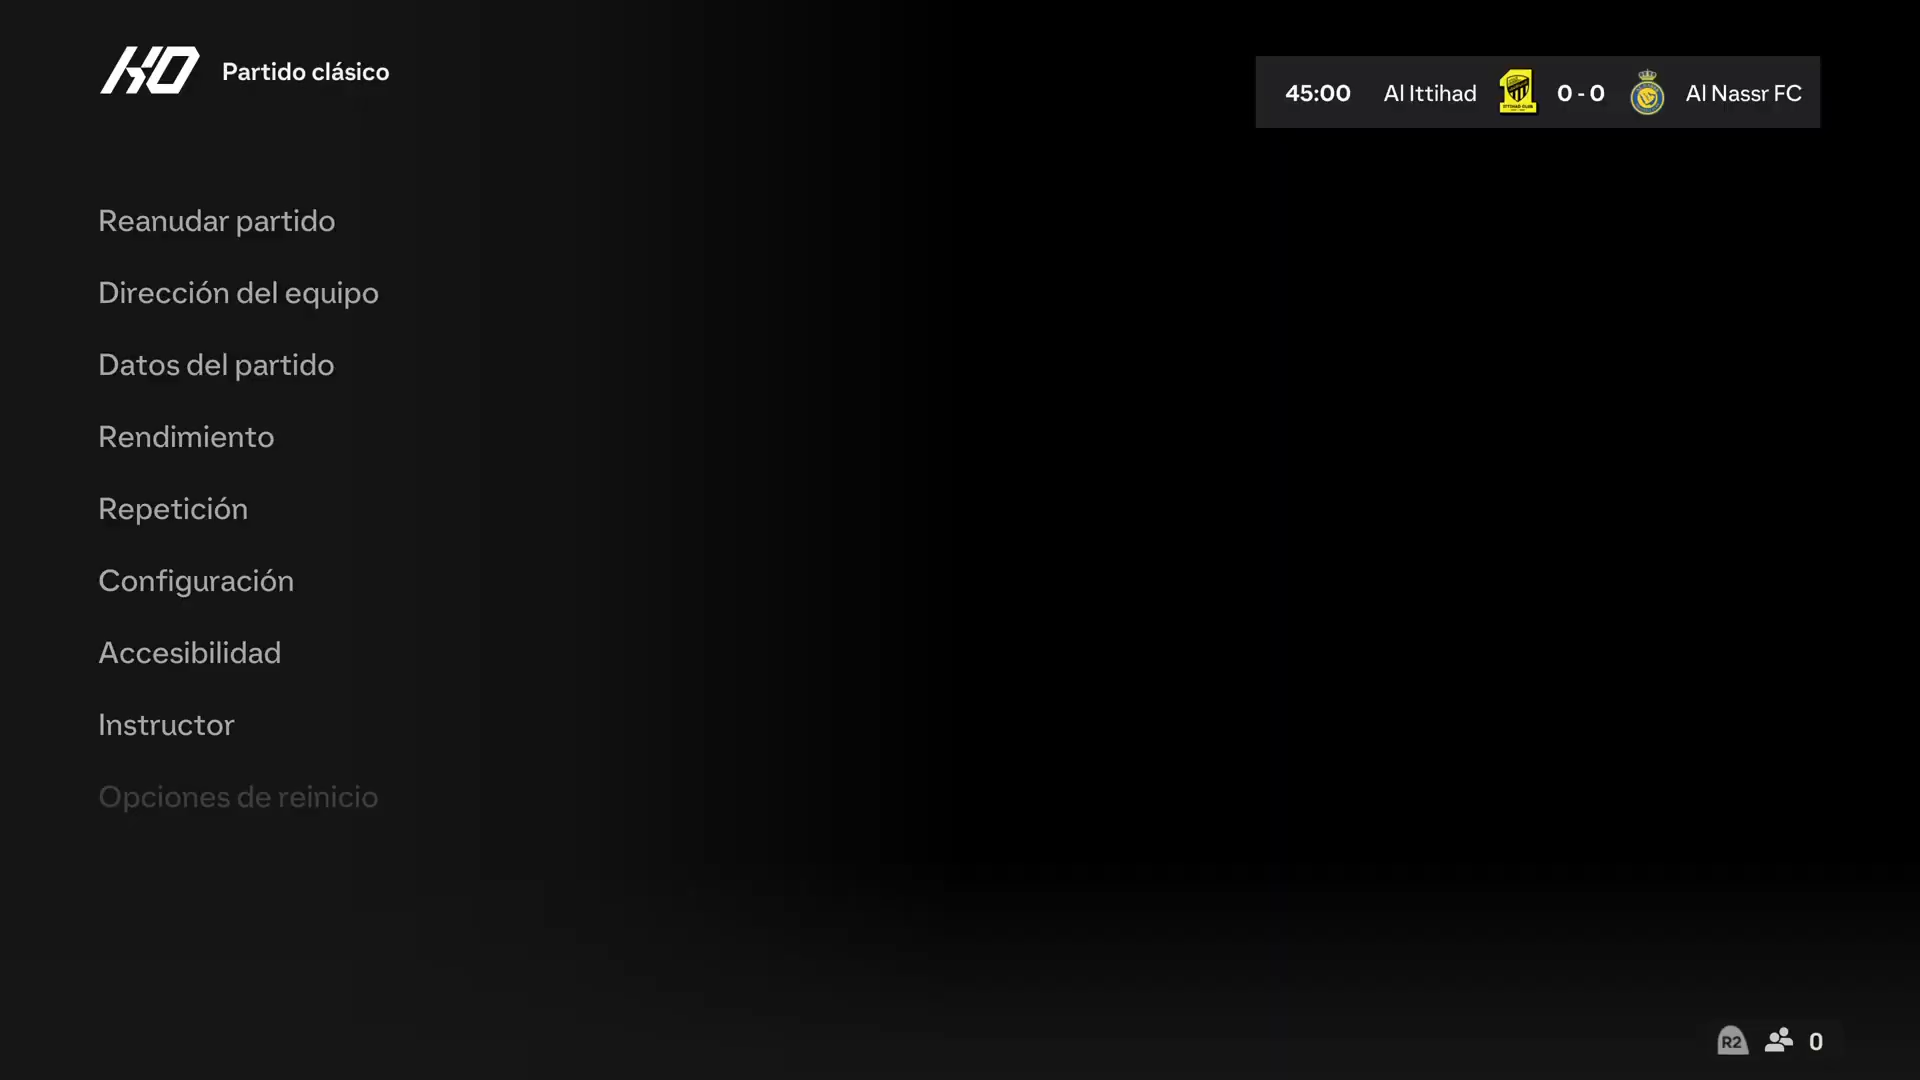 KO Partido clásico
45:00 Al Ittihad 0 - 0 Al Nassr FC
Reanudar partido
Dirección del equipo
Datos del partido
Rendimiento
Repetición
Configuración
Accesibilidad
Instructor
Opciones de reinicio
R2 0